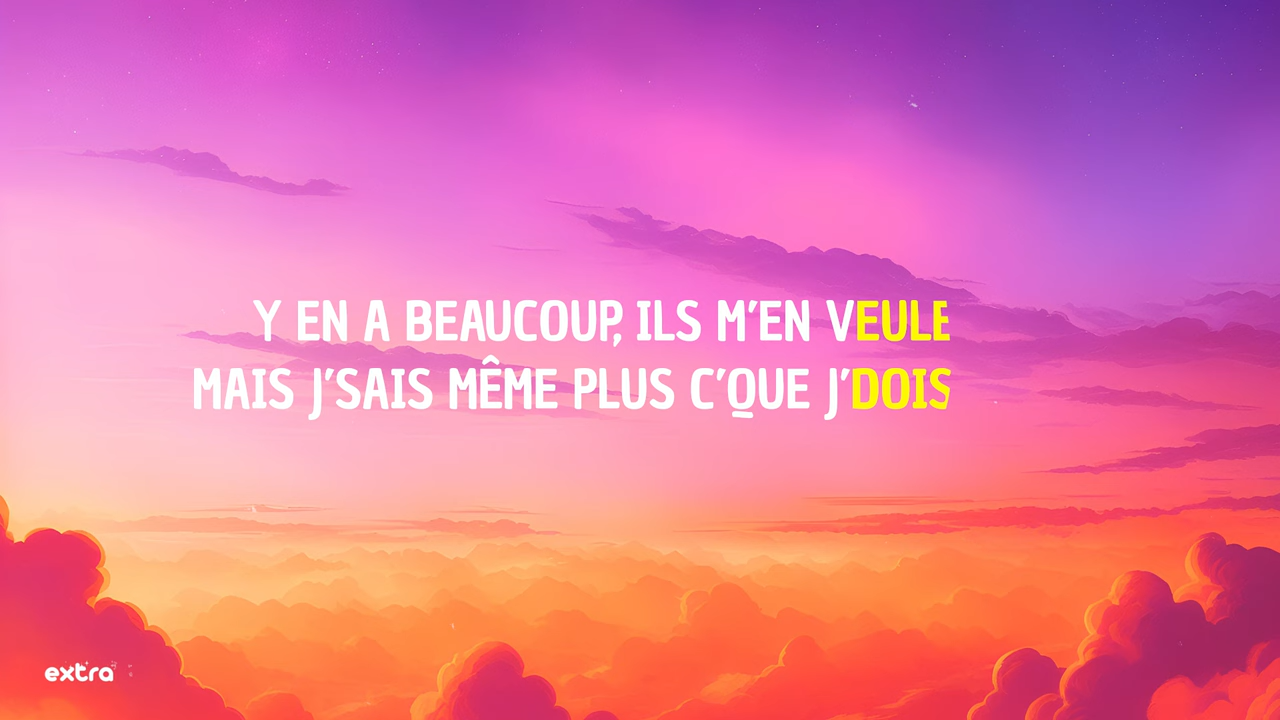 Y EN A BEAUCOUP, ILS M'EN VEULE
MAIS J'SAIS MÊME PLUS C'QUE J'DOIS
extra